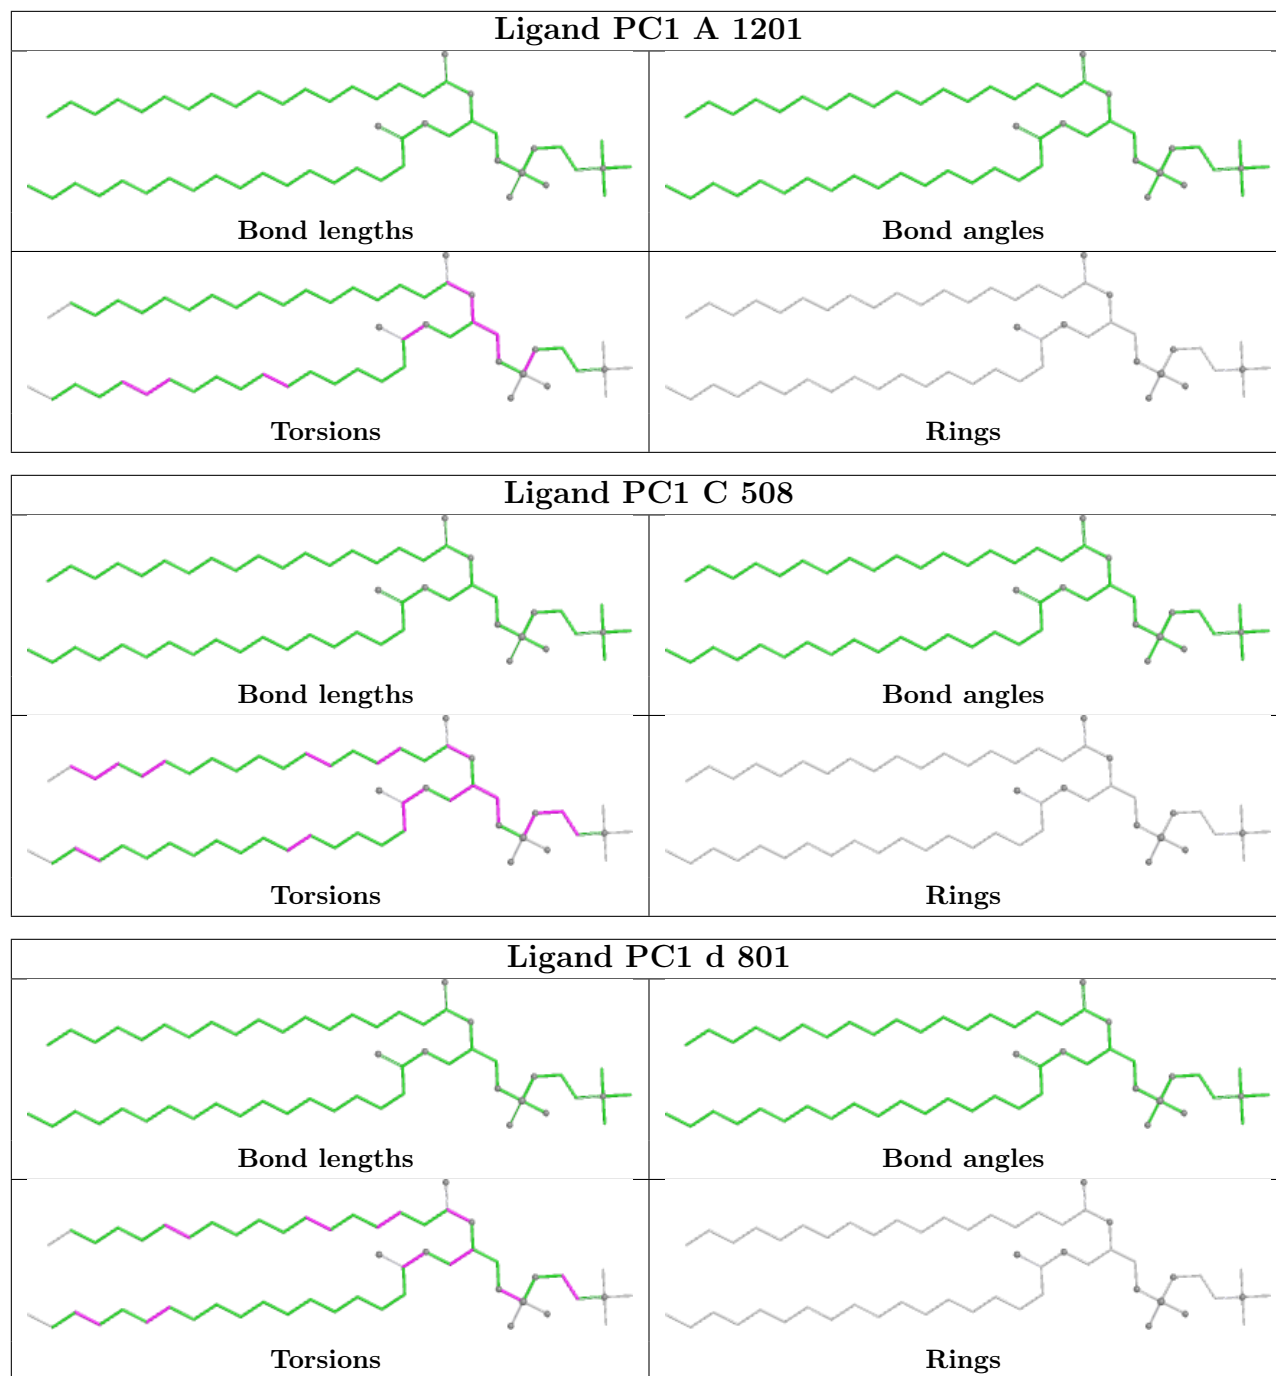 Ligand PC1 A 1201
Bond lengths
Bond angles
Torsions
Rings
Ligand PC1 C 508
Bond lengths
Bond angles
Torsions
Rings
Ligand PC1 d 801
Bond lengths
Bond angles
Torsions
Rings